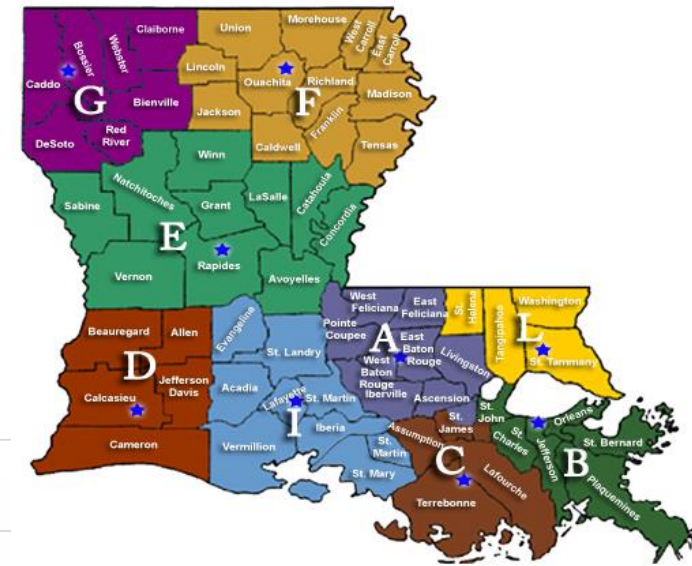 Claiborne
Union
Morehouse
West
Carroll
East
Carroll
Webster
Bossier
Caddo
Lincoln
Ouachita
Richland
Madison
G
Bienville
Jackson
F
Franklin
DeSoto
Red
River
Caldwell
Tensas
Winn
Natchitoches
Sabine
Grant
LaSalle
Catahoula
Concordia
E
Rapides
Vernon
Avoyelles
West
Feliciana
East
Feliciana
St.
Helena
Tangipahoa
Washington
L
St. Tammany
Beauregard
Allen
Evangeline
St. Landry
Pointe
Coupee
A
East
Baton
Rouge
West
Baton
Rouge
Livingston
Iberville
Ascension
D
Jefferson
Davis
Calcasieu
Cameron
Acadia
Lafayette
St. Martin
I
Iberia
Vermillion
St.
Martin
St. Mary
Assumption
St.
James
C
Lafourche
Terrebonne
St.
John
St.
Charles
Jefferson
Orleans
St. Bernard
B
Plaquemines